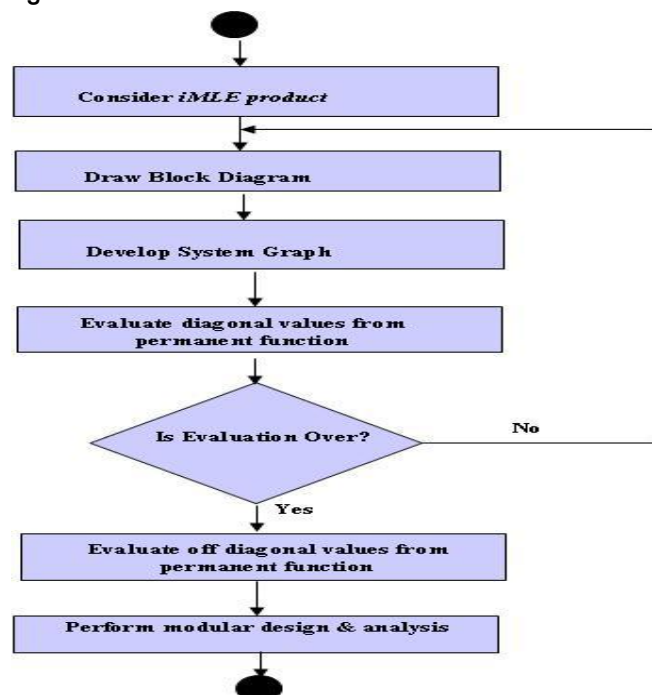 Consider iMLE product
Draw Block Diagram
Develop System Graph
Evaluate diagonal values from
permanent function
Is Evaluation Over?
No
Yes
Evaluate off diagonal values from
permanent function
Perform modular design & analysis